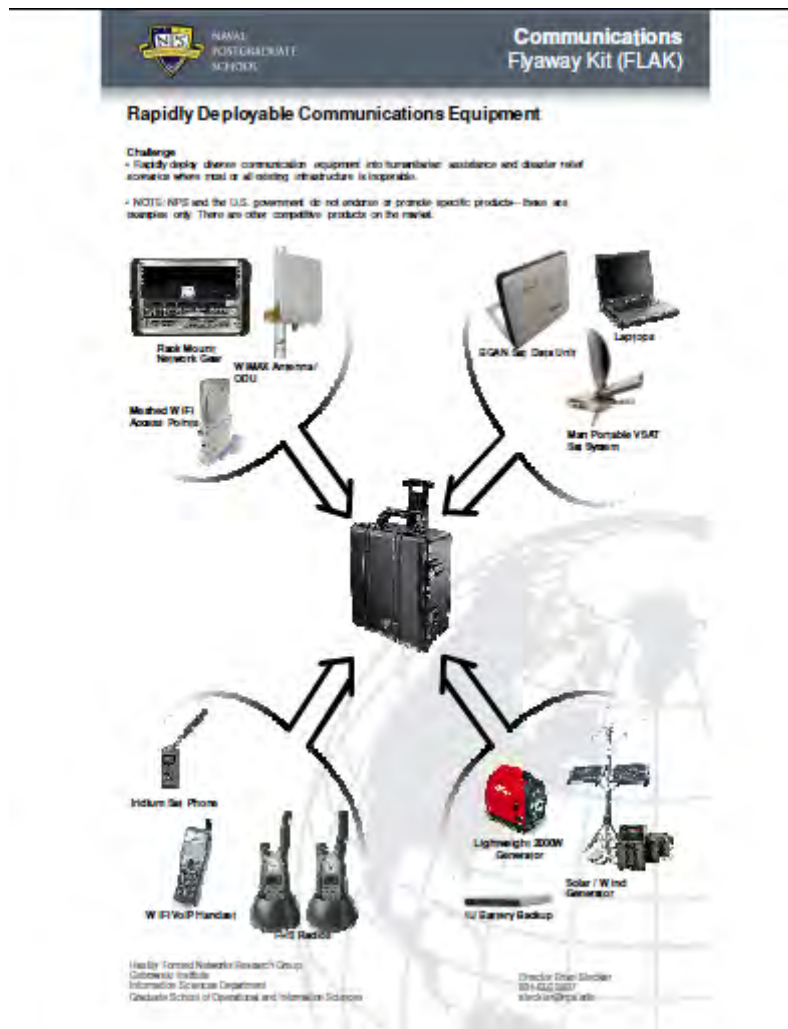 NPS
NAVAL
POSTGRADUATE
SCHOOL
Communications
Flyaway Kit (FLAK)
Rapidly Deployable Communications Equipment
Challenge
• Rapidly deploy diverse communication equipment into humanitarian assistance and disaster relief
scenarios where most or all existing infrastructure is inoperable.
• NOTE: NPS and the U.S. government do not endorse or promote specific products—these are
examples only. There are other competitive products on the market.
Rack Mount
Network Gear
WiMAX Antenna/
ODU
Meshed WiFi
Access Points
BGAN Sat Data Unit
Laptops
Man Portable VSAT
Sat System
Iridium Sat Phone
WiFi VoIP Handset
FRS Radios
Lightweight 2000W
Generator
Solar / Wind
Generator
1U Battery Backup
Hastily Formed Networks Research Group
Cebrowski Institute
Information Sciences Department
Graduate School of Operational and Information Sciences
Director Brian Steckler